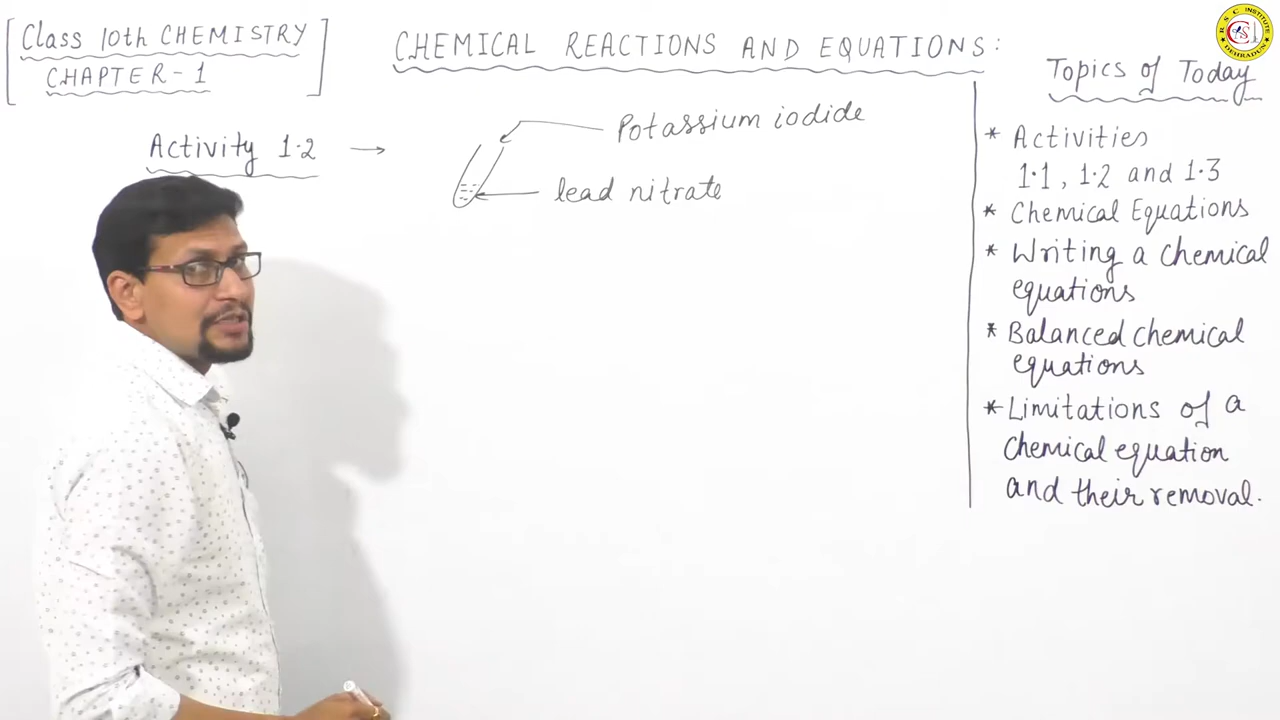 Class 10th CHEMISTRY
CHAPTER-1
CHEMICAL REACTIONS AND EQUATIONS:
Activity 1.2 →
Potassium iodide
lead nitrate
Topics of Today
* Activities
1.1, 1.2 and 1.3
* Chemical Equations
* Writing a chemical
equations
* Balanced chemical
equations
* Limitations of a
chemical equation
and their removal.
R S C INSTITUTE
DEHRADUN